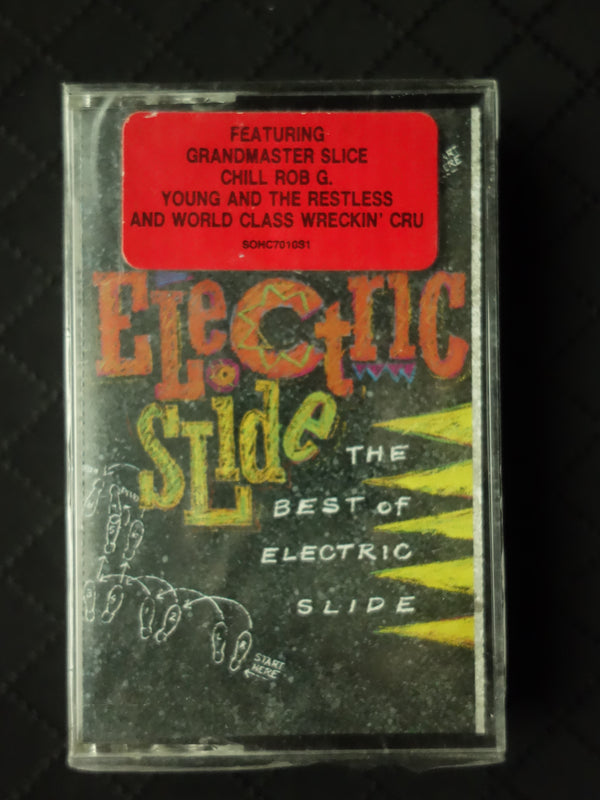 FEATURING
GRANDMASTER SLICE
CHILL ROB G.
YOUNG AND THE RESTLESS
AND WORLD CLASS WRECKIN' CRU
SOHC7010S1
ELeCtrIC
SLide
THE
BEST oF
ELECTRIC
SLIDE
START
HERE